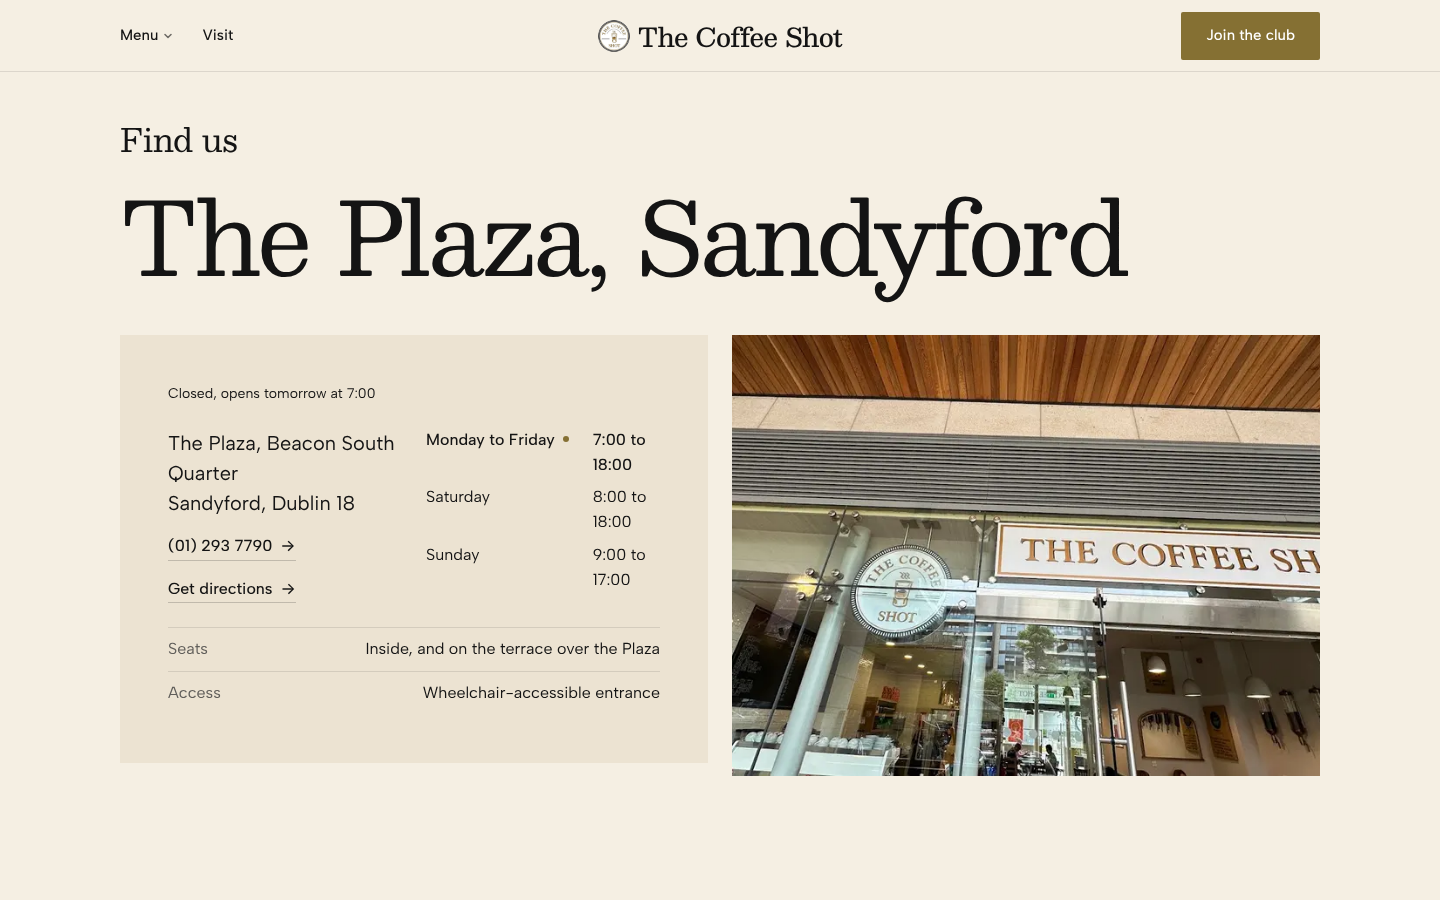 Menu
Visit
THE COFFEE
SHOT
The Coffee Shot
Join the club
Find us
The Plaza, Sandyford
Closed, opens tomorrow at 7:00
The Plaza, Beacon South
Quarter
Sandyford, Dublin 18
(01) 293 7790
Get directions
Monday to Friday
7:00 to
18:00
Saturday
8:00 to
18:00
Sunday
9:00 to
17:00
Seats
Inside, and on the terrace over the Plaza
Access
Wheelchair-accessible entrance
THE COFFEE SH
THE COFFEE
SHOT